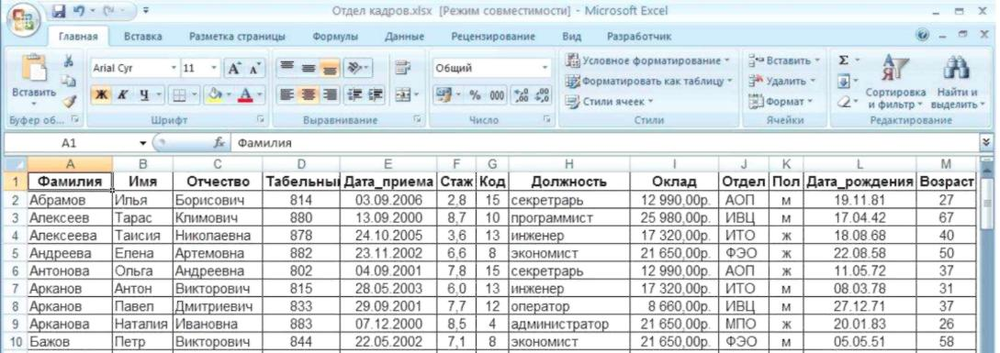 Отдел кадров.xlsx [Режим совместимости] - Microsoft Excel
Главная Вставка Разметка страницы Формулы Данные Рецензирование Вид Разработчик
Arial Cyr 11 A A Общий Условное форматирование Вставить Σ
Форматировать как таблицу Удалить
Вставить Ж К Ч A % 000 ,0 ,00 ,00 ,0 Стили ячеек Формат Сортировка и фильтр Найти и выделить
Буфер об... Шрифт Выравнивание Число Стили Ячейки Редактирование
A1 fx Фамилия
A B C D E F G H I J K L M
1 Фамилия Имя Отчество Табельны Дата_приема Стаж Код Должность Оклад Отдел Пол Дата_рождения Возраст
2 Абрамов Илья Борисович 814 03.09.2006 2,8 15 секретрарь 12 990,00р. АОП м 19.11.81 27
3 Алексеев Тарас Климович 880 13.09.2000 8,7 10 программист 25 980,00р. ИВЦ м 17.04.42 67
4 Алексеева Таисия Николаевна 878 24.10.2005 3,6 13 инженер 17 320,00р. ИТО ж 18.08.68 40
5 Андреева Елена Артемовна 882 23.11.2002 6,6 8 экономист 21 650,00р. ФЭО ж 22.08.58 50
6 Антонова Ольга Андреевна 802 04.09.2001 7,8 15 секретрарь 12 990,00р. АОП ж 11.05.72 37
7 Арканов Антон Викторович 815 28.05.2003 6,0 13 инженер 17 320,00р. ИТО м 08.03.78 31
8 Арканов Павел Дмитриевич 833 29.09.2001 7,7 12 оператор 8 660,00р. ИВЦ м 27.12.71 37
9 Арканова Наталия Ивановна 883 07.12.2000 8,5 4 администратор 21 650,00р. МПО ж 20.01.83 26
10 Бажов Петр Викторович 844 22.05.2002 7,1 8 экономист 21 650,00р. ФЭО м 05.05.51 58